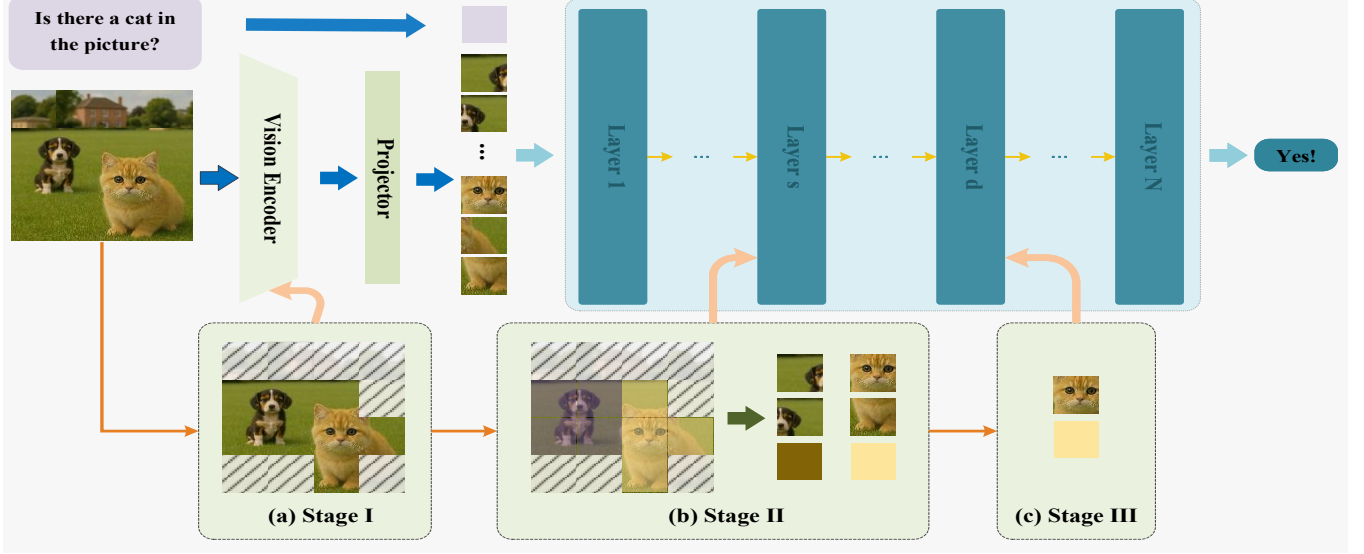 Is there a cat in
the picture?
Vision Encoder
Projector
...
Layer 1
...
Layer s
...
Layer d
...
Layer N
Yes!
(a) Stage I
(b) Stage II
(c) Stage III